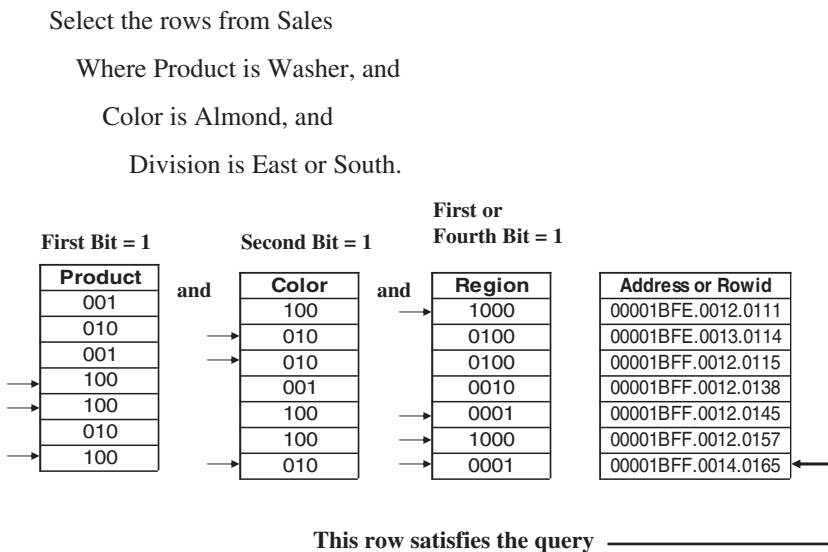 Select the rows from Sales
Where Product is Washer, and
Color is Almond, and
Division is East or South.
First Bit = 1
Second Bit = 1
First or
Fourth Bit = 1
Product
001
010
001
100
100
010
100
and
Color
100
010
010
001
100
100
010
and
Region
1000
0100
0100
0010
0001
1000
0001
Address or Rowid
00001BFE.0012.0111
00001BFE.0013.0114
00001BFF.0012.0115
00001BFF.0012.0138
00001BFF.0012.0145
00001BFF.0012.0157
00001BFF.0014.0165
This row satisfies the query